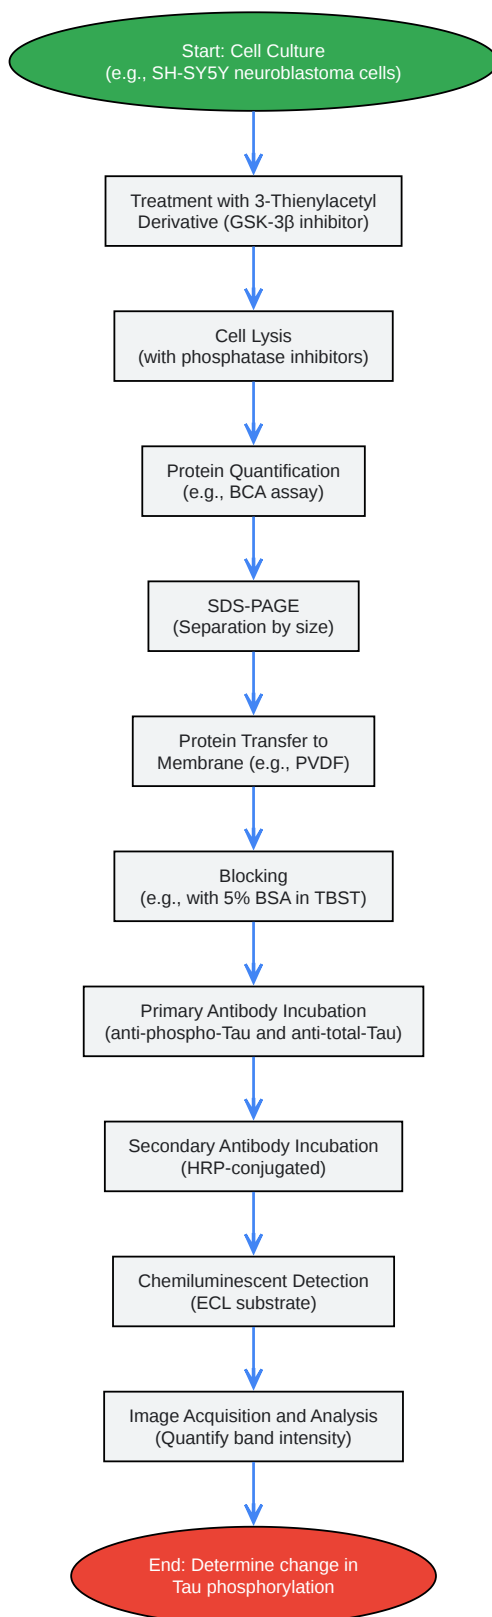 Start: Cell Culture
(e.g., SH-SY5Y neuroblastoma cells)
Treatment with 3-Thienylacetyl
Derivative (GSK-3β inhibitor)
Cell Lysis
(with phosphatase inhibitors)
Protein Quantification
(e.g., BCA assay)
SDS-PAGE
(Separation by size)
Protein Transfer to
Membrane (e.g., PVDF)
Blocking
(e.g., with 5% BSA in TBST)
Primary Antibody Incubation
(anti-phospho-Tau and anti-total-Tau)
Secondary Antibody Incubation
(HRP-conjugated)
Chemiluminescent Detection
(ECL substrate)
Image Acquisition and Analysis
(Quantify band intensity)
End: Determine change in
Tau phosphorylation